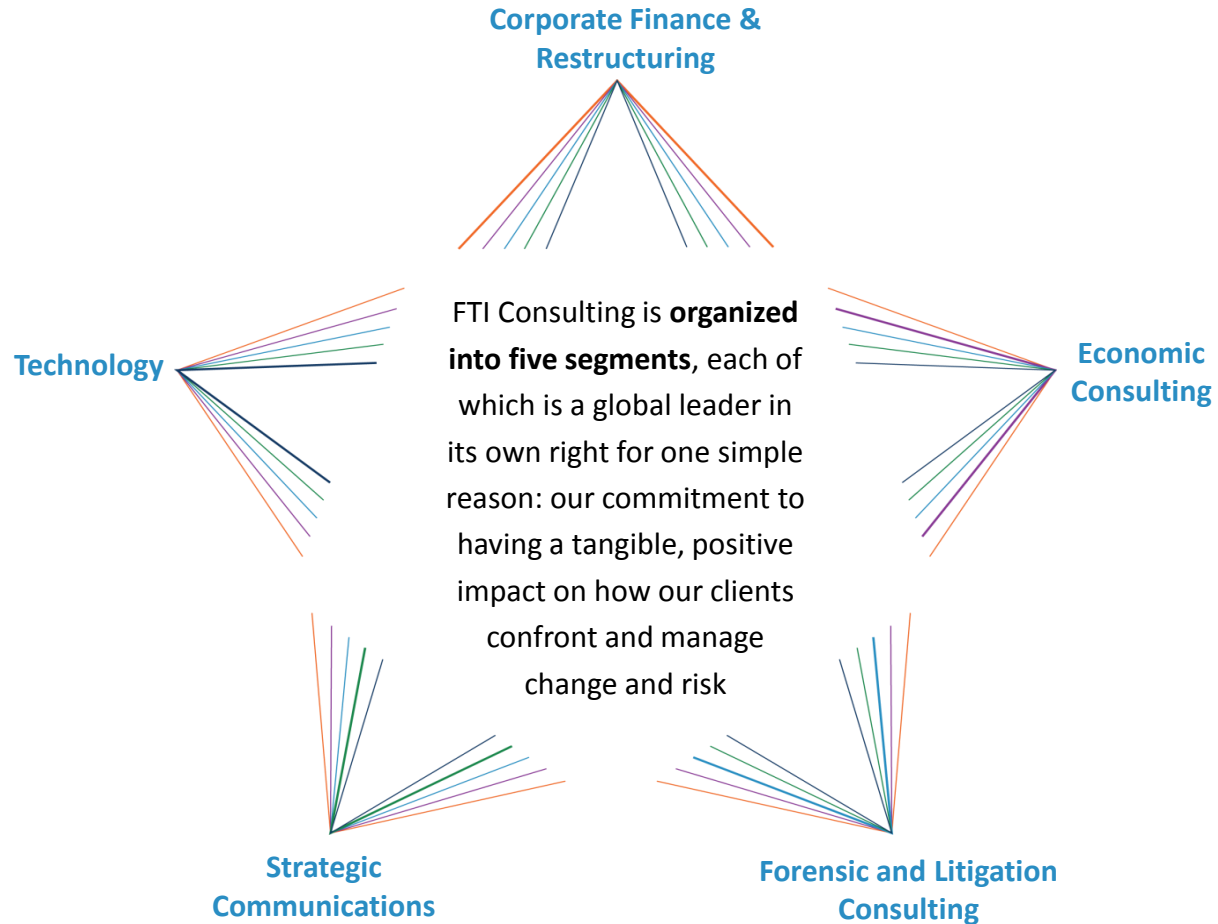 Corporate Finance &
Restructuring
FTI Consulting is organized
into five segments, each of
which is a global leader in
its own right for one simple
reason: our commitment to
having a tangible, positive
impact on how our clients
confront and manage
change and risk
Technology
Economic
Consulting
Strategic
Communications
Forensic and Litigation
Consulting